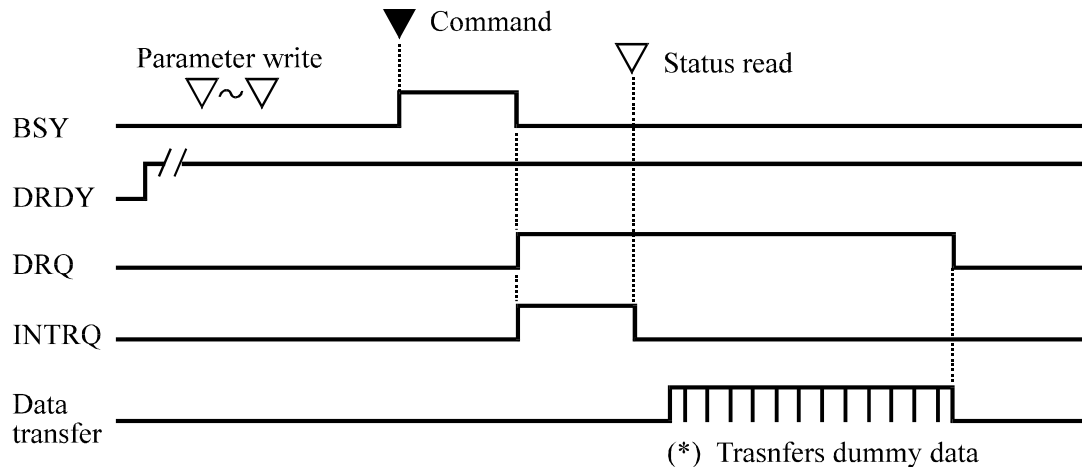 Command
Parameter write
Status read
~
BSY
DRDY
DRQ
INTRQ
Data
transfer
(*) Trasnfers dummy data